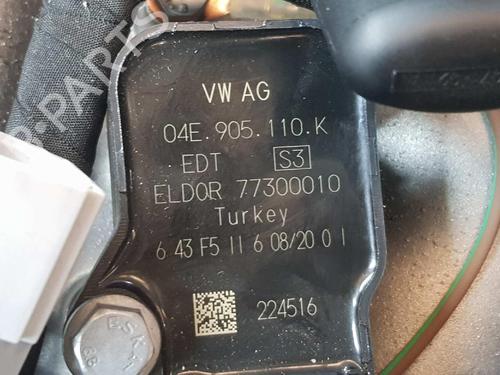 VW AG
04E.905.110.K
EDT S3
ELDOR 77300010
Turkey
6 43 F5 11 6 08/20 0 1
224516